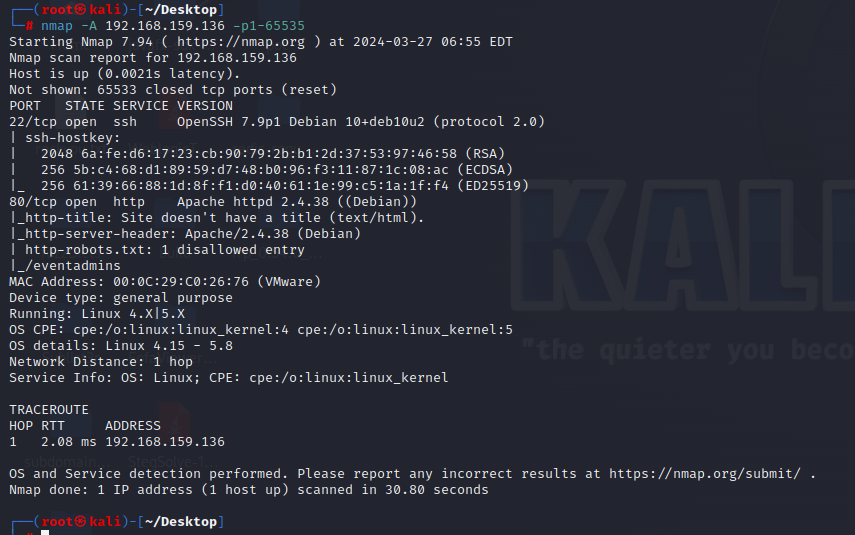 ┌──(root㉿kali)-[~/Desktop]
└─# nmap -A 192.168.159.136 -p1-65535
Starting Nmap 7.94 ( https://nmap.org ) at 2024-03-27 06:55 EDT
Nmap scan report for 192.168.159.136
Host is up (0.0021s latency).
Not shown: 65533 closed tcp ports (reset)
PORT   STATE SERVICE VERSION
22/tcp open  ssh     OpenSSH 7.9p1 Debian 10+deb10u2 (protocol 2.0)
| ssh-hostkey:
|   2048 6a:fe:d6:17:23:cb:90:79:2b:b1:2d:37:53:97:46:58 (RSA)
|   256 5b:c4:68:d1:89:59:d7:48:b0:96:f3:11:87:1c:08:ac (ECDSA)
|_  256 61:39:66:88:1d:8f:f1:d0:40:61:1e:99:c5:1a:1f:f4 (ED25519)
80/tcp open  http    Apache httpd 2.4.38 ((Debian))
|_http-title: Site doesn't have a title (text/html).
|_http-server-header: Apache/2.4.38 (Debian)
| http-robots.txt: 1 disallowed entry
|_/eventadmins
MAC Address: 00:0C:29:C0:26:76 (VMware)
Device type: general purpose
Running: Linux 4.X|5.X
OS CPE: cpe:/o:linux:linux_kernel:4 cpe:/o:linux:linux_kernel:5
OS details: Linux 4.15 - 5.8
Network Distance: 1 hop
Service Info: OS: Linux; CPE: cpe:/o:linux:linux_kernel
TRACEROUTE
HOP RTT     ADDRESS
1   2.08 ms 192.168.159.136
OS and Service detection performed. Please report any incorrect results at https://nmap.org/submit/ .
Nmap done: 1 IP address (1 host up) scanned in 30.80 seconds
┌──(root㉿kali)-[~/Desktop]
└─#
KALI
"the quieter you beco
subdomain...
StegSolve-1...